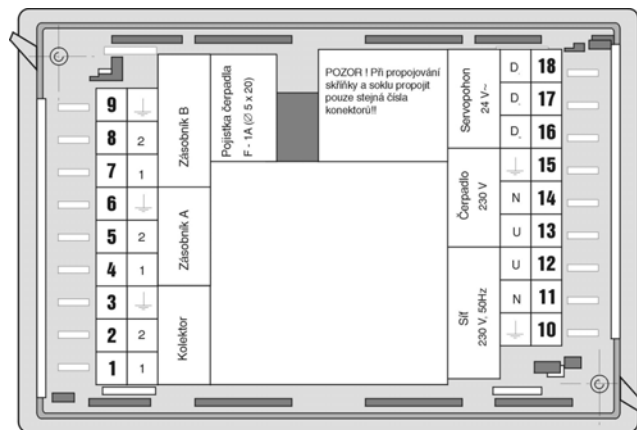 POZOR ! Při propojování
skříňky a soklu propojit
pouze stejná čísla
konektorů!!
Pojistka čerpadla
F - 1A (∅ 5 x 20)
Zásobník B
Zásobník A
Kolektor
9
8 2
7 1
6
5 2
4 1
3
2 2
1 1
Servopohon
24 V~
Čerpadlo
230 V
Síť
230 V, 50Hz
D. 18
D. 17
D. 16
15
N 14
U 13
U 12
N 11
10